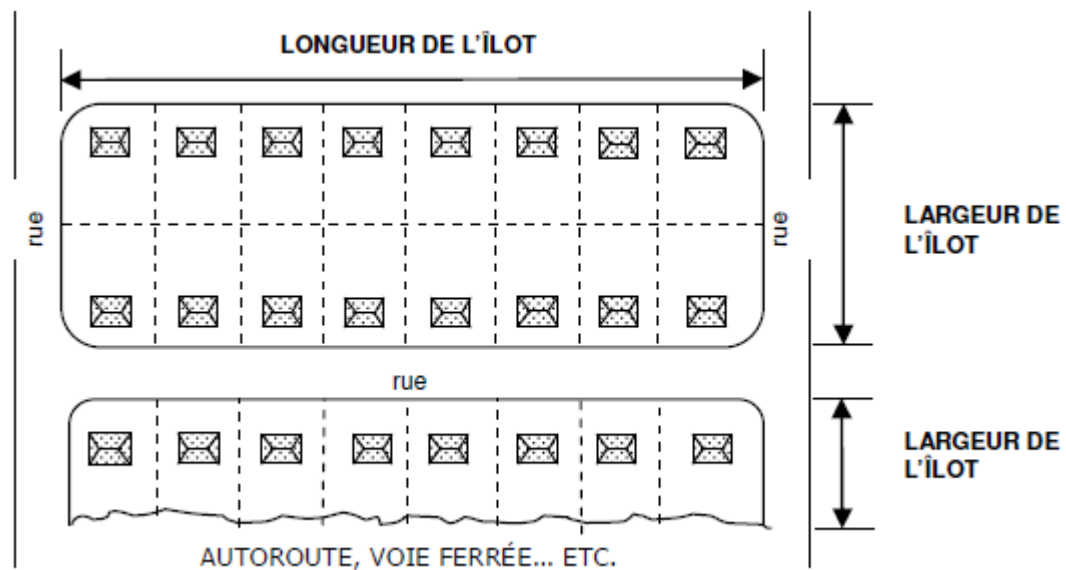 LONGUEUR DE L'ÎLOT
rue
rue
LARGEUR DE
L'ÎLOT
rue
LARGEUR DE
L'ÎLOT
AUTOROUTE, VOIE FERRÉE... ETC.